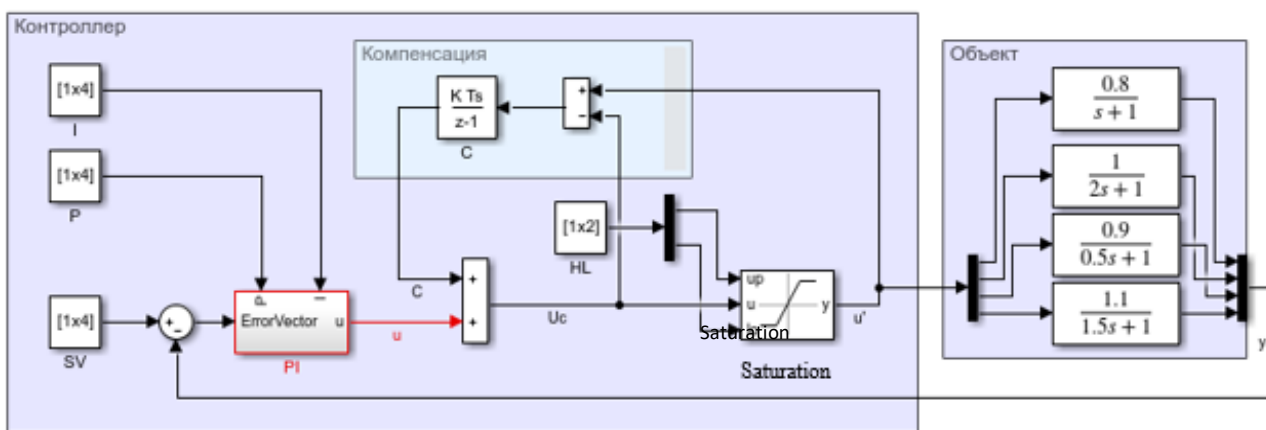 Контроллер
Компенсация
Объект
[1x4]
I
[1x4]
P
K Ts
z-1
C
+
−
[1x2]
HL
0.8
s + 1
1
2s + 1
0.9
0.5s + 1
1.1
1.5s + 1
[1x4]
SV
+
−
P
I
ErrorVector
u
PI
u
C
+
+
Uc
up
u
y
Saturation
Saturation
u'
y